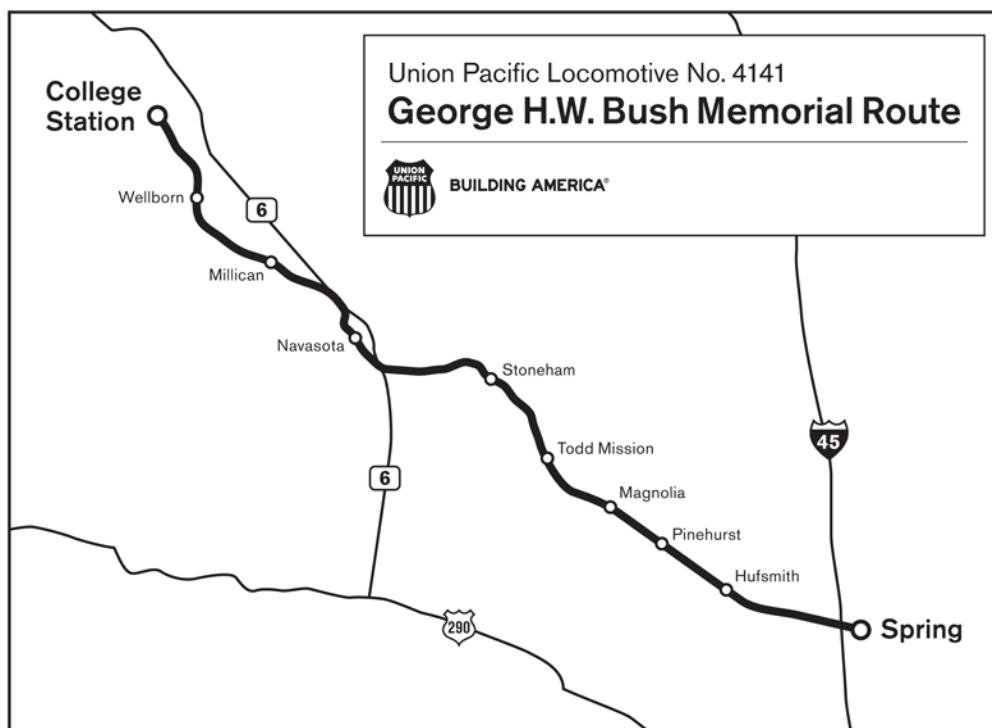 Union Pacific Locomotive No. 4141
George H.W. Bush Memorial Route
UNION
PACIFIC
BUILDING AMERICA®
College
Station
Wellborn
6
Millican
Navasota
Stoneham
45
Todd Mission
6
Magnolia
Pinehurst
Hufsmith
290
Spring